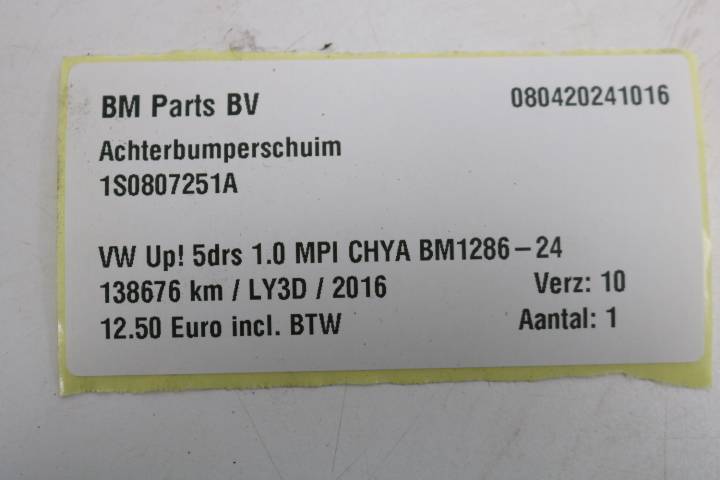 BM Parts BV 080420241016
Achterbumperschuim
1S0807251A
VW Up! 5drs 1.0 MPI CHYA BM1286-24
138676 km / LY3D / 2016 Verz: 10
12.50 Euro incl. BTW Aantal: 1